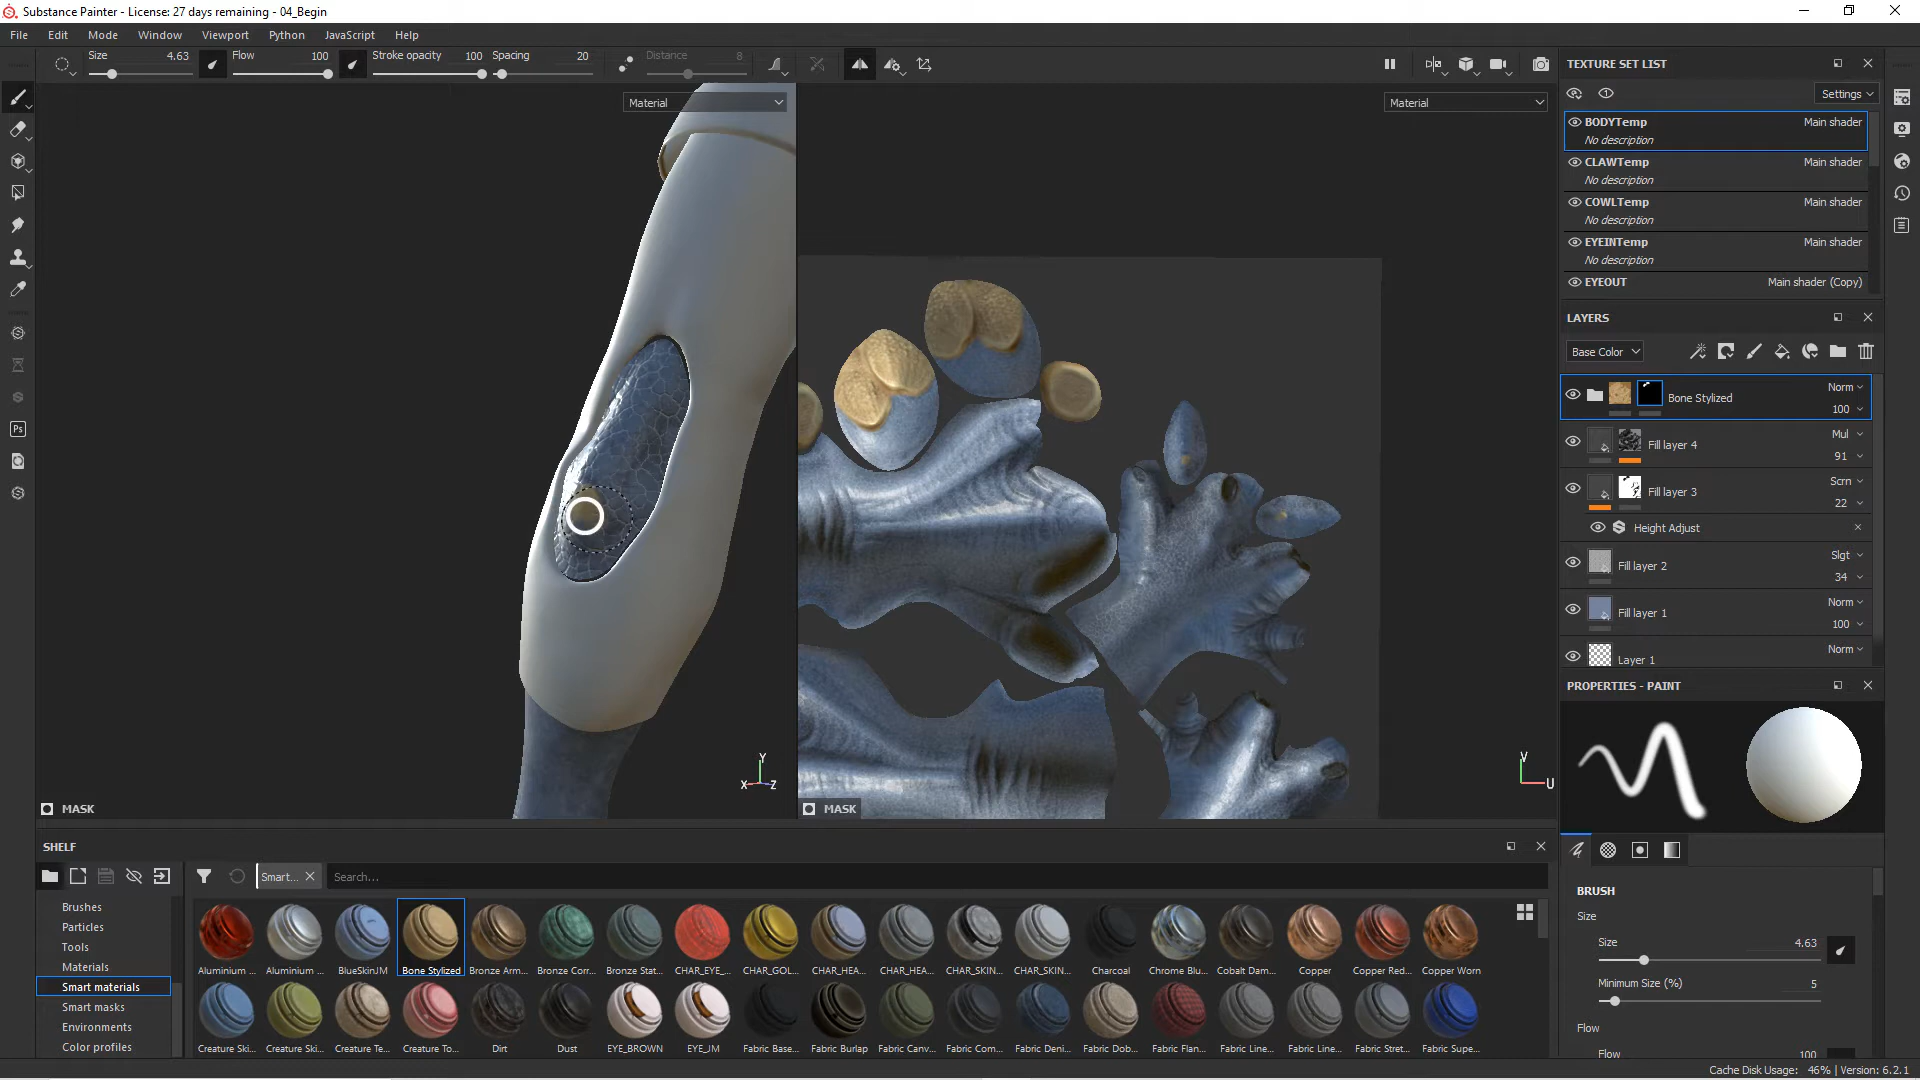 Substance Painter - License: 27 days remaining - 04_Begin
File Edit Mode Window Viewport Python JavaScript Help
Size 4.63 Flow 100 Stroke opacity 100 Spacing 20 Distance 8
Material
Material
X Y Z
MASK
V U
MASK
TEXTURE SET LIST
Settings
BODYTemp Main shader
No description
CLAWTemp Main shader
No description
COWLTemp Main shader
No description
EYEINTemp Main shader
No description
EYEOUT Main shader (Copy)
LAYERS
Base Color
Bone Stylized Norm 100
Fill layer 4 Mul 91
Fill layer 3 Scrn 22
Height Adjust
Fill layer 2 Slgt 34
Fill layer 1 Norm 100
Layer 1 Norm
PROPERTIES - PAINT
BRUSH
Size
Size 4.63
Minimum Size (%) 5
Flow
Flow 100
Ps
SHELF
Smart...
Search...
Brushes
Particles
Tools
Materials
Smart materials
Smart masks
Environments
Color profiles
Aluminium ... Aluminium ... BlueSkinJM Bone Stylized Bronze Arm... Bronze Corr... Bronze Stat... CHAR_EYE_... CHAR_GOL... CHAR_HEA... CHAR_HEA... CHAR_SKIN... CHAR_SKIN... Charcoal Chrome Blu... Cobalt Dam... Copper Copper Red... Copper Worn
Creature Ski... Creature Ski... Creature Te... Creature To... Dirt Dust EYE_BROWN EYE_JM Fabric Base... Fabric Burlap Fabric Canv... Fabric Com... Fabric Deni... Fabric Dob... Fabric Flan... Fabric Line... Fabric Line... Fabric Stret... Fabric Supe...
Cache Disk Usage: 46% | Version: 6.2.1